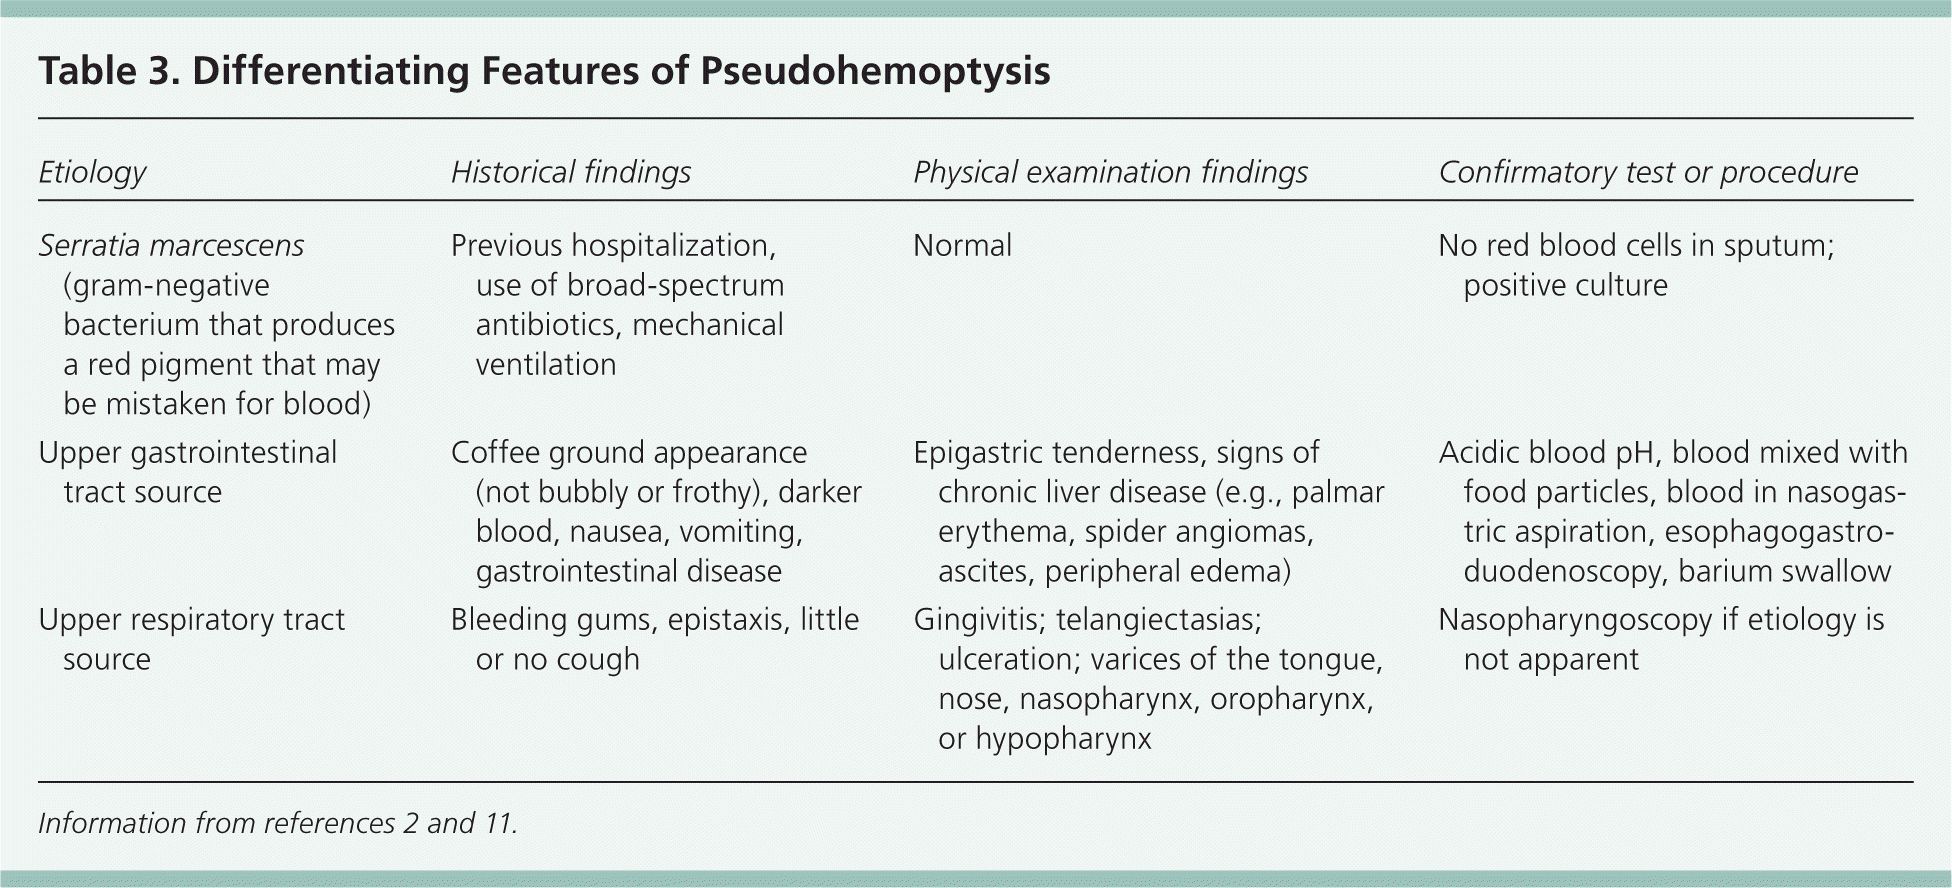 Table 3. Differentiating Features of Pseudohemoptysis
Etiology
Historical findings
Physical examination findings
Confirmatory test or procedure
Serratia marcescens
(gram-negative
bacterium that produces
a red pigment that may
be mistaken for blood)
Previous hospitalization,
use of broad-spectrum
antibiotics, mechanical
ventilation
Normal
No red blood cells in sputum;
positive culture
Upper gastrointestinal
tract source
Coffee ground appearance
(not bubbly or frothy), darker
blood, nausea, vomiting,
gastrointestinal disease
Epigastric tenderness, signs of
chronic liver disease (e.g., palmar
erythema, spider angiomas,
ascites, peripheral edema)
Acidic blood pH, blood mixed with
food particles, blood in nasogas-
tric aspiration, esophagogastro-
duodenoscopy, barium swallow
Upper respiratory tract
source
Bleeding gums, epistaxis, little
or no cough
Gingivitis; telangiectasias;
ulceration; varices of the tongue,
nose, nasopharynx, oropharynx,
or hypopharynx
Nasopharyngoscopy if etiology is
not apparent
Information from references 2 and 11.